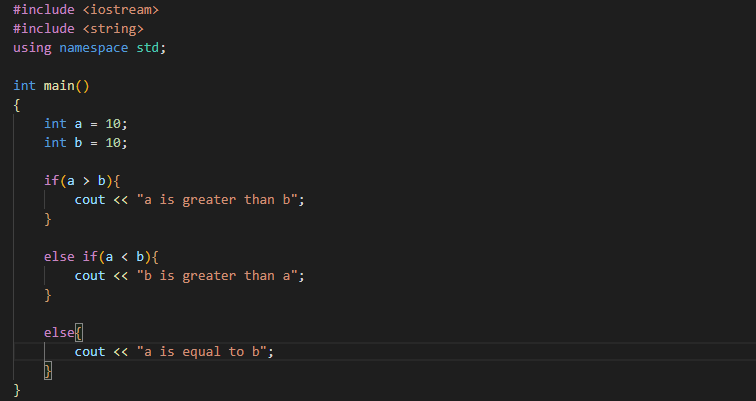 #include <iostream>
#include <string>
using namespace std;
int main()
{
int a = 10;
int b = 10;
if(a > b){
cout << "a is greater than b";
}
else if(a < b){
cout << "b is greater than a";
}
else{
cout << "a is equal to b";
}
}